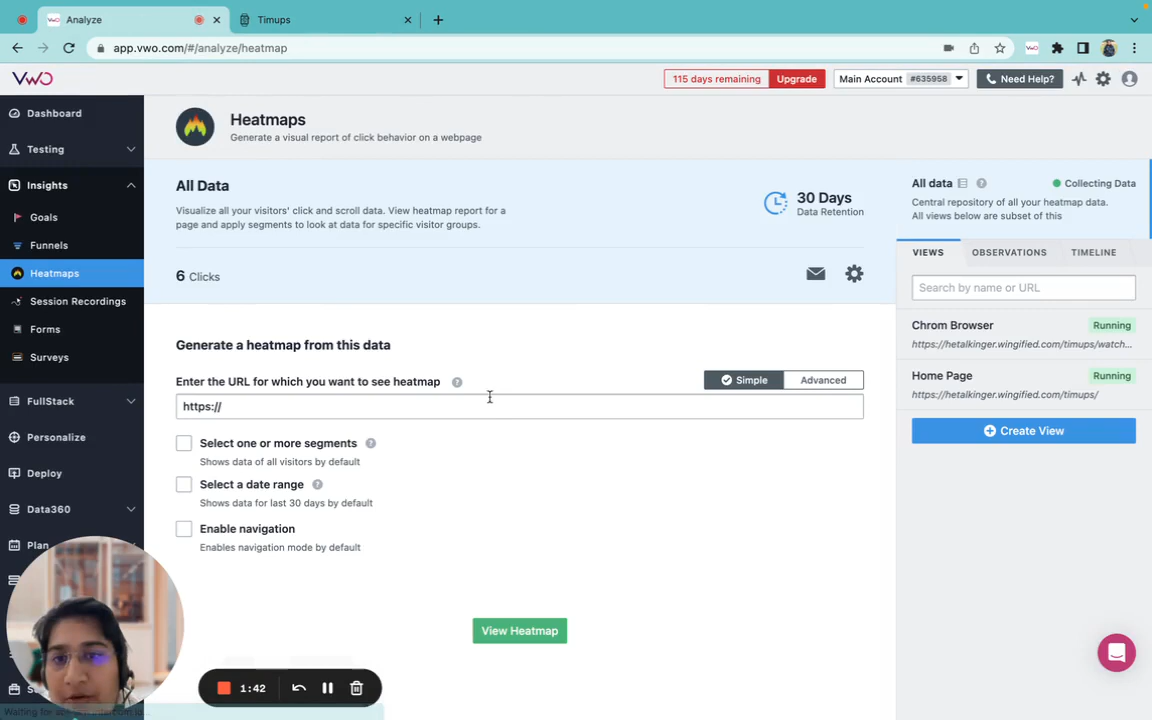 Analyze
Timups
app.vwo.com/#/analyze/heatmap
VWO
115 days remaining Upgrade
Main Account #635958
Need Help?
Dashboard
Testing
Insights
Goals
Funnels
Heatmaps
Session Recordings
Forms
Surveys
FullStack
Personalize
Deploy
Data360
Plan
Heatmaps
Generate a visual report of click behavior on a webpage
All Data
Visualize all your visitors' click and scroll data. View heatmap report for a
page and apply segments to look at data for specific visitor groups.
30 Days
Data Retention
6 Clicks
Generate a heatmap from this data
Enter the URL for which you want to see heatmap ?
Simple Advanced
https://
Select one or more segments ?
Shows data of all visitors by default
Select a date range ?
Shows data for last 30 days by default
Enable navigation
Enables navigation mode by default
View Heatmap
All data ? Collecting Data
Central repository of all your heatmap data.
All views below are subset of this
VIEWS OBSERVATIONS TIMELINE
Search by name or URL
Chrom Browser Running
https://hetalkinger.wingified.com/timups/watch...
Home Page Running
https://hetalkinger.wingified.com/timups/
Create View
1:42